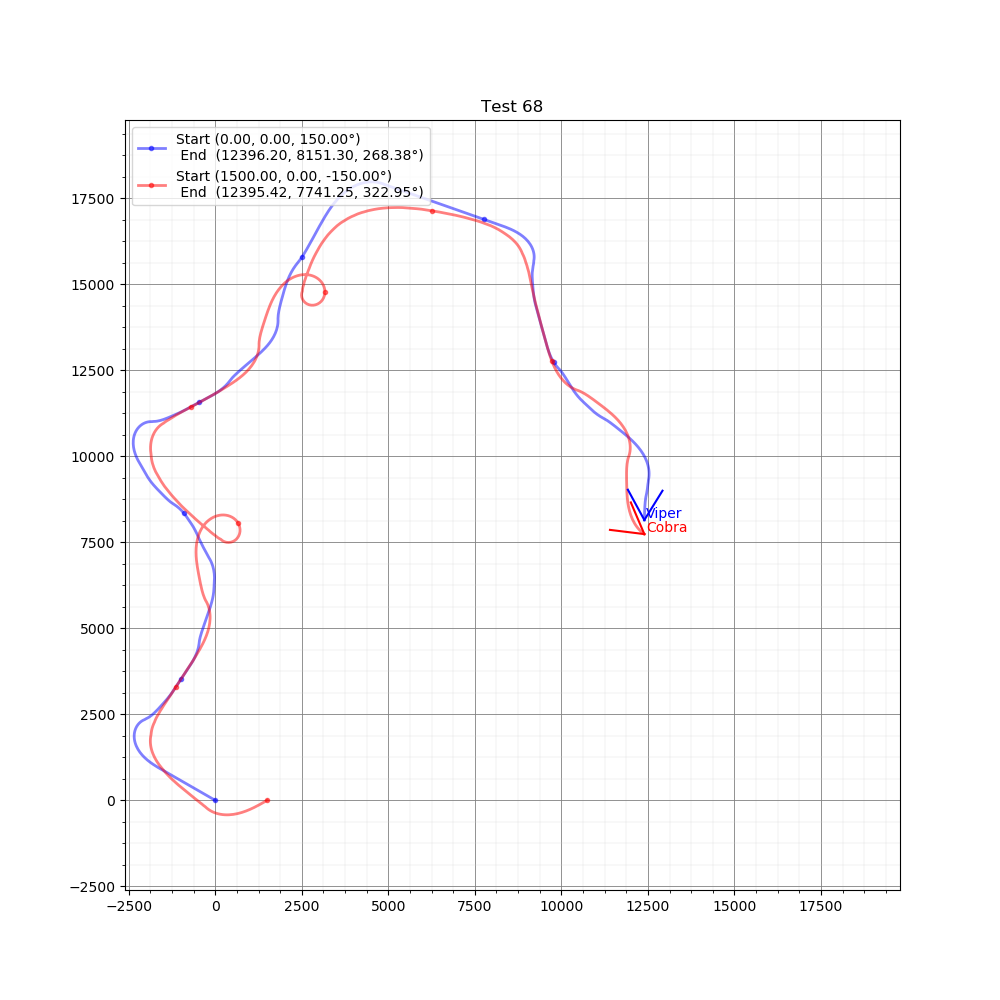 Test 68
Start (0.00, 0.00, 150.00°)
End (12396.20, 8151.30, 268.38°)
Start (1500.00, 0.00, -150.00°)
End (12395.42, 7741.25, 322.95°)
17500
15000
12500
10000
7500
5000
2500
0
−2500
Viper
Cobra
−2500 0 2500 5000 7500 10000 12500 15000 17500